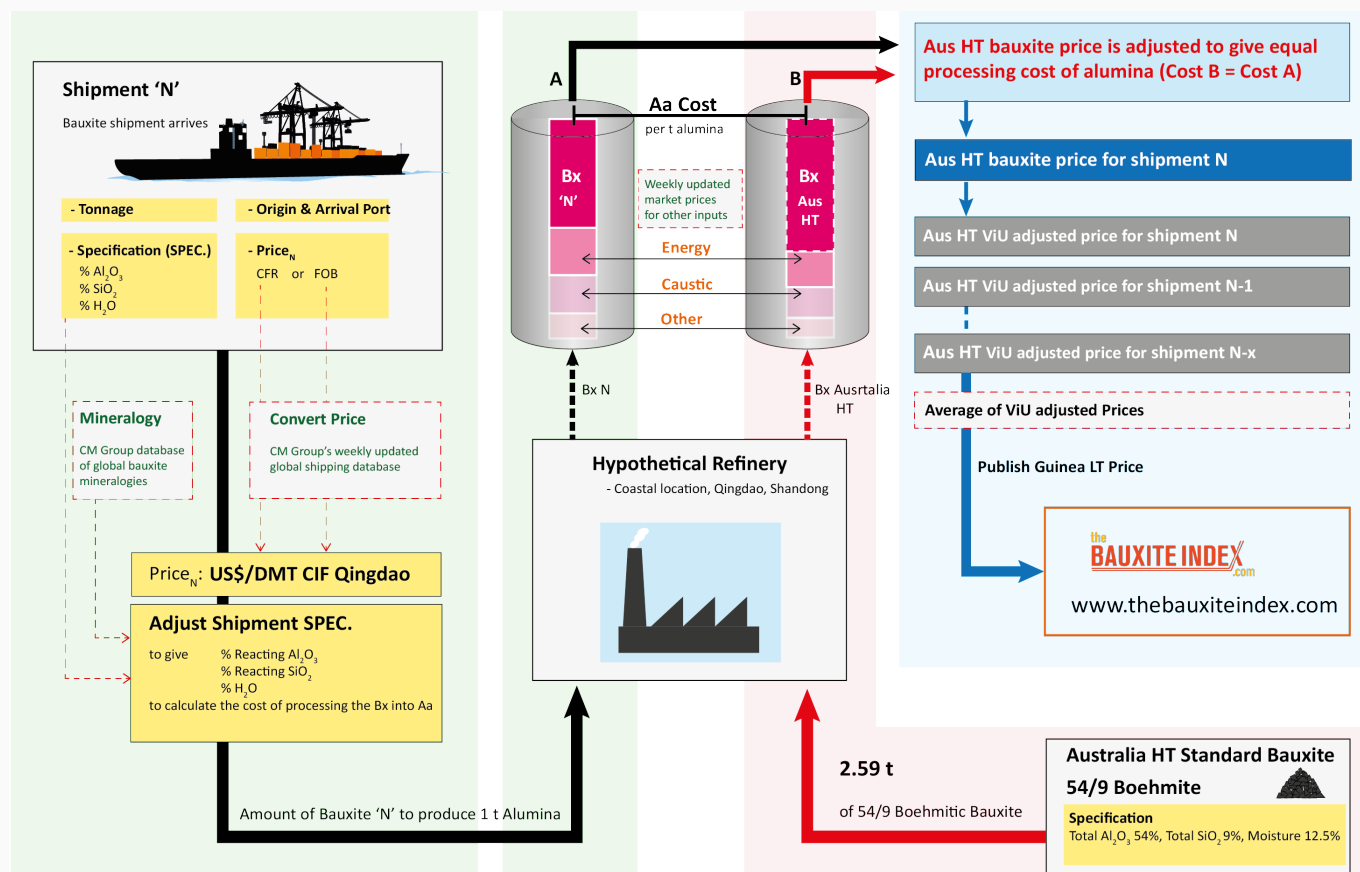 Shipment ‘N’
Bauxite shipment arrives
- Tonnage
- Origin & Arrival Port
- Specification (SPEC.)
% Al2O3
% SiO2
% H2O
- PriceN
CFR or FOB
Mineralogy
CM Group database
of global bauxite
mineralogies
Convert Price
CM Group’s weekly updated
global shipping database
PriceN: US$/DMT CIF Qingdao
Adjust Shipment SPEC.
to give % Reacting Al2O3
% Reacting SiO2
% H2O
to calculate the cost of processing the Bx into Aa
Amount of Bauxite ‘N’ to produce 1 t Alumina
A
B
Aa Cost
per t alumina
Bx
‘N’
Weekly updated
market prices
for other inputs
Bx
Aus
HT
Energy
Caustic
Other
Bx N
Bx Ausrtalia
HT
Hypothetical Refinery
- Coastal location, Qingdao, Shandong
2.59 t
of 54/9 Boehmitic Bauxite
Aus HT bauxite price is adjusted to give equal
processing cost of alumina (Cost B = Cost A)
Aus HT bauxite price for shipment N
Aus HT ViU adjusted price for shipment N
Aus HT ViU adjusted price for shipment N-1
Aus HT ViU adjusted price for shipment N-x
Average of ViU adjusted Prices
Publish Guinea LT Price
the
BAUXITE INDEX
.com
www.thebauxiteindex.com
Australia HT Standard Bauxite
54/9 Boehmite
Specification
Total Al2O3 54%, Total SiO2 9%, Moisture 12.5%